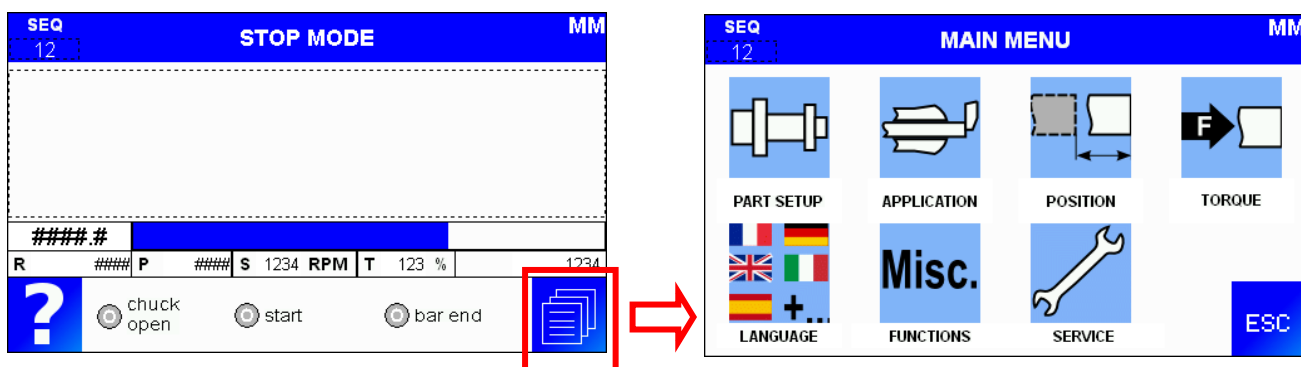 SEQ
12
STOP MODE
MM
####.#
R #### P #### S 1234 RPM T 123 % 1234
?
chuck open
start
bar end
SEQ
12
MAIN MENU
MM
F
PART SETUP APPLICATION POSITION TORQUE
+...
Misc.
LANGUAGE FUNCTIONS SERVICE
ESC